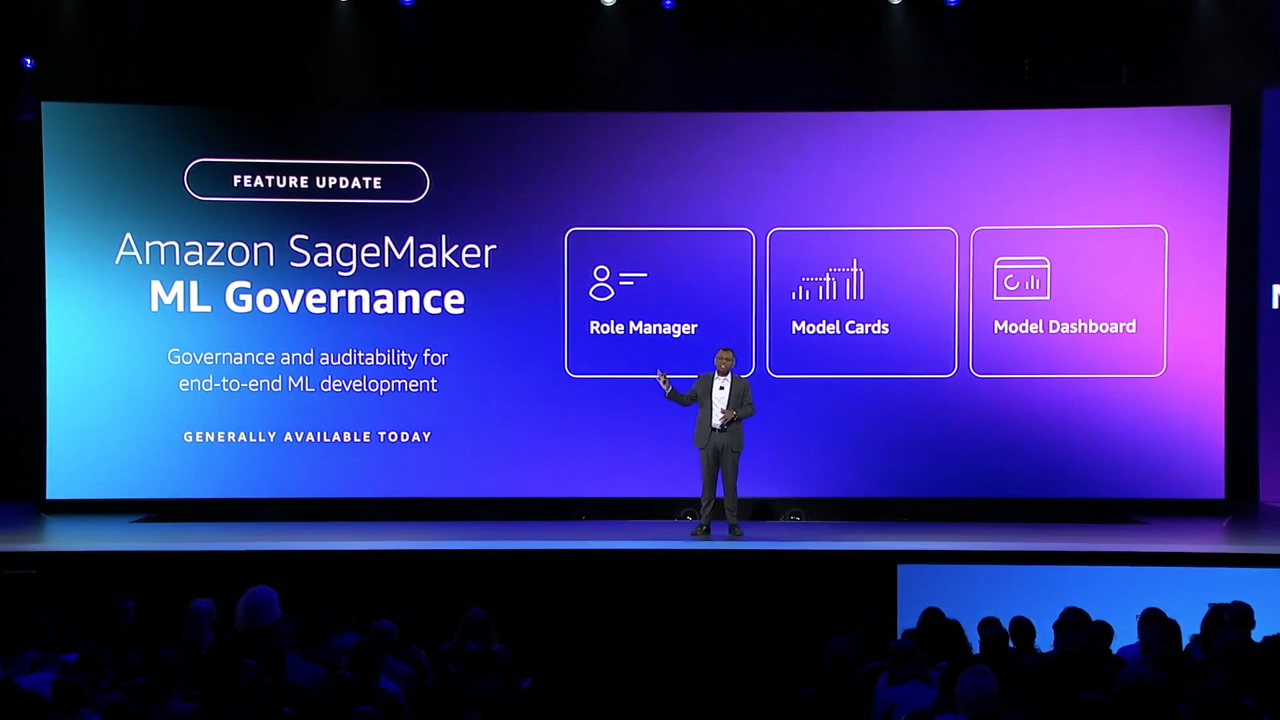 FEATURE UPDATE
Amazon SageMaker
ML Governance
Governance and auditability for
end-to-end ML development
GENERALLY AVAILABLE TODAY
Role Manager
Model Cards
Model Dashboard